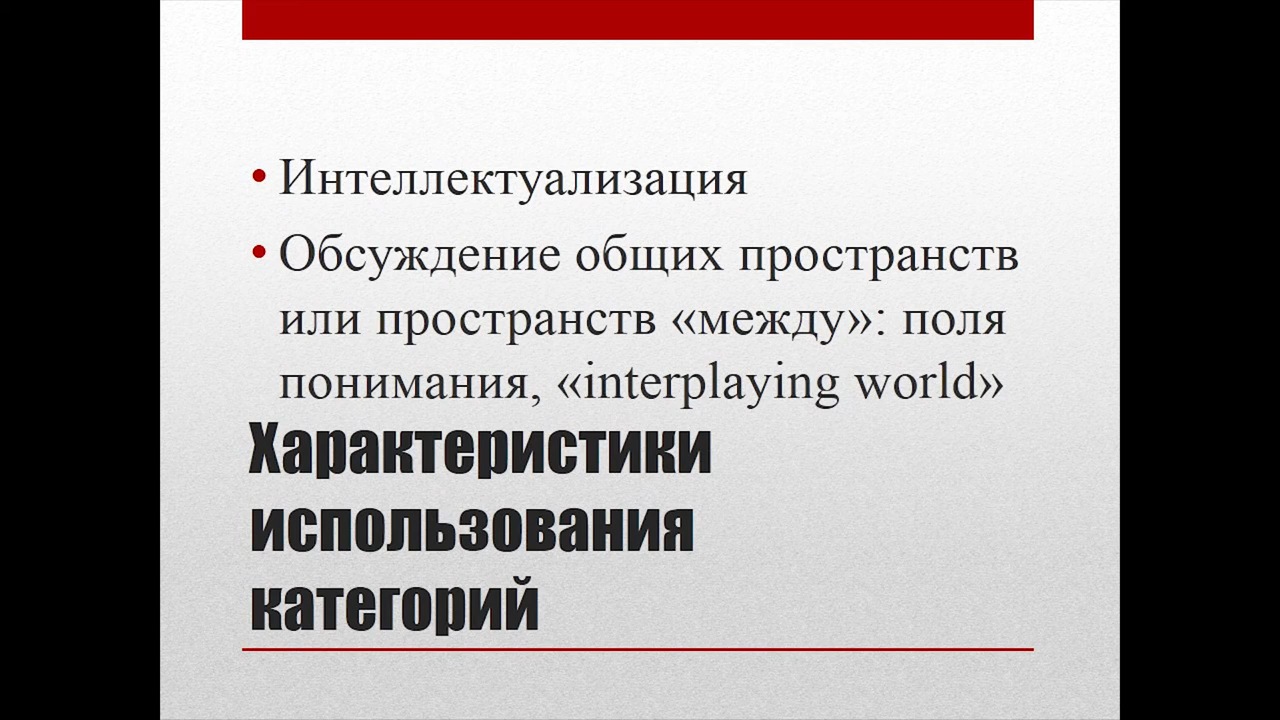 • Интеллектуализация
• Обсуждение общих пространств
или пространств «между»: поля
понимания, «interplaying world»
Характеристики
использования
категорий